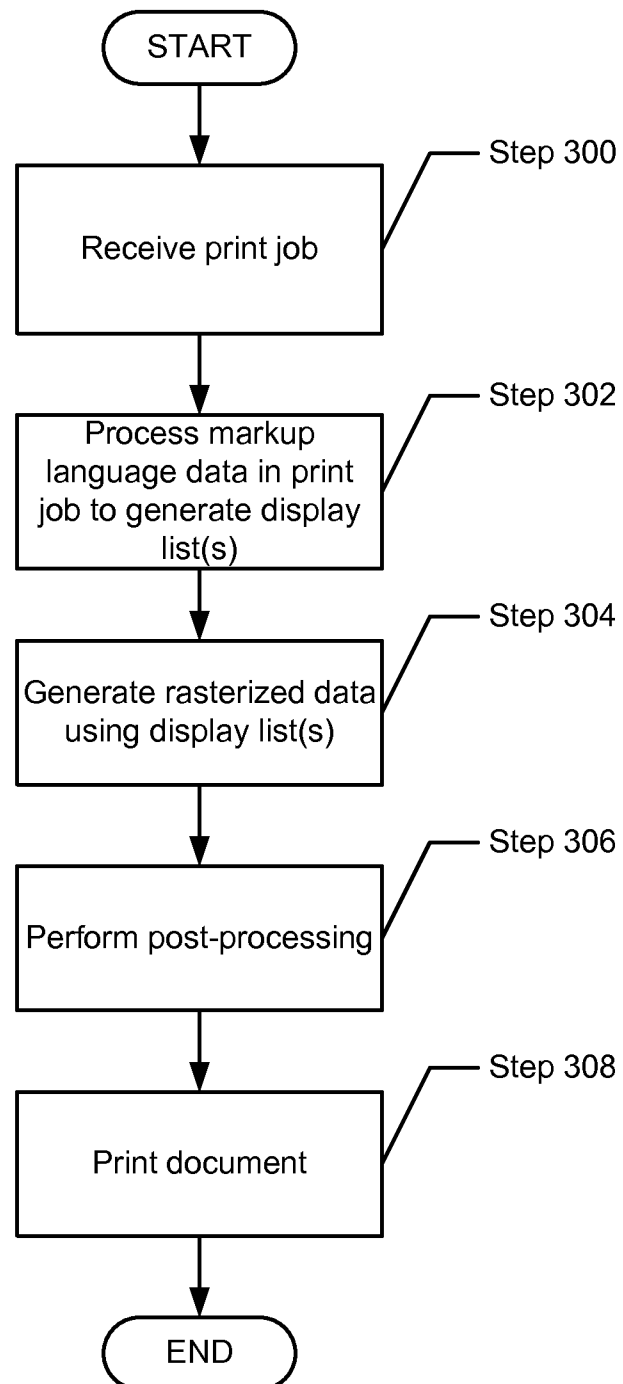 START
Step 300
Receive print job
Step 302
Process markup
language data in print
job to generate display
list(s)
Step 304
Generate rasterized data
using display list(s)
Step 306
Perform post-processing
Step 308
Print document
END